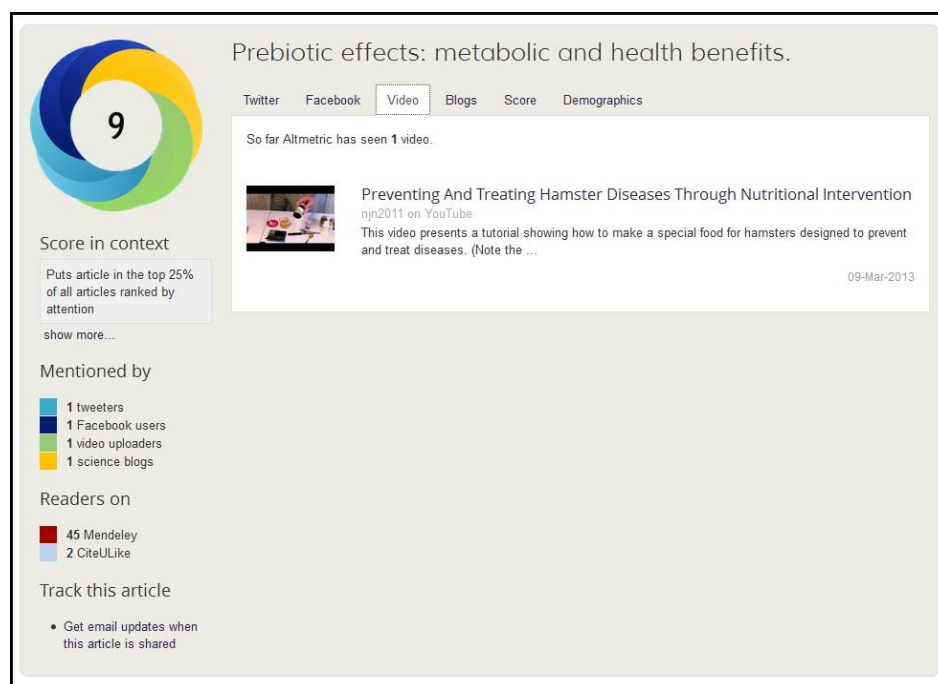 Prebiotic effects: metabolic and health benefits.
9
Twitter Facebook Video Blogs Score Demographics
So far Altmetric has seen 1 video.
Preventing And Treating Hamster Diseases Through Nutritional Intervention
njn2011 on YouTube
This video presents a tutorial showing how to make a special food for hamsters designed to prevent
and treat diseases. (Note the ...
09-Mar-2013
Score in context
Puts article in the top 25%
of all articles ranked by
attention
show more...
Mentioned by
1 tweeters
1 Facebook users
1 video uploaders
1 science blogs
Readers on
45 Mendeley
2 CiteULike
Track this article
• Get email updates when
this article is shared